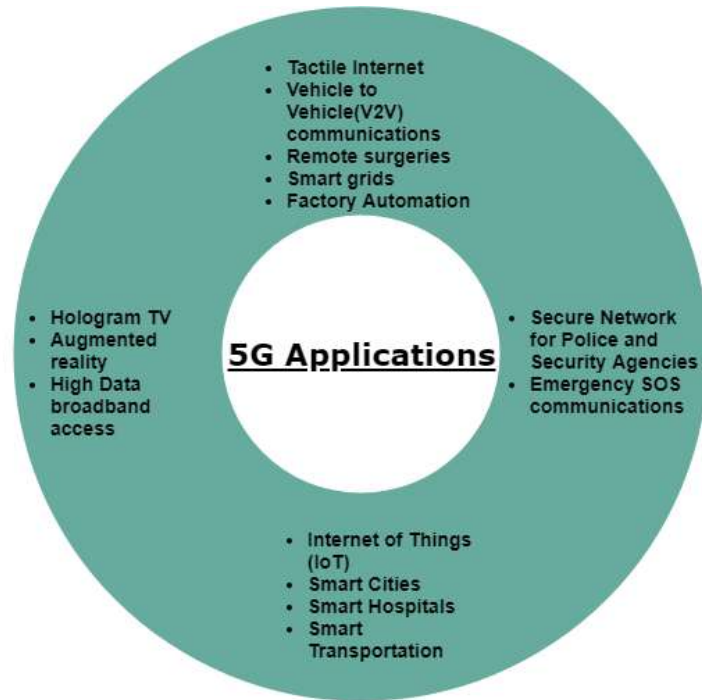 • Tactile Internet
• Vehicle to
Vehicle(V2V)
communications
• Remote surgeries
• Smart grids
• Factory Automation
• Hologram TV
• Augmented
reality
• High Data
broadband
access
5G Applications
• Secure Network
for Police and
Security Agencies
• Emergency SOS
communications
• Internet of Things
(IoT)
• Smart Cities
• Smart Hospitals
• Smart
Transportation